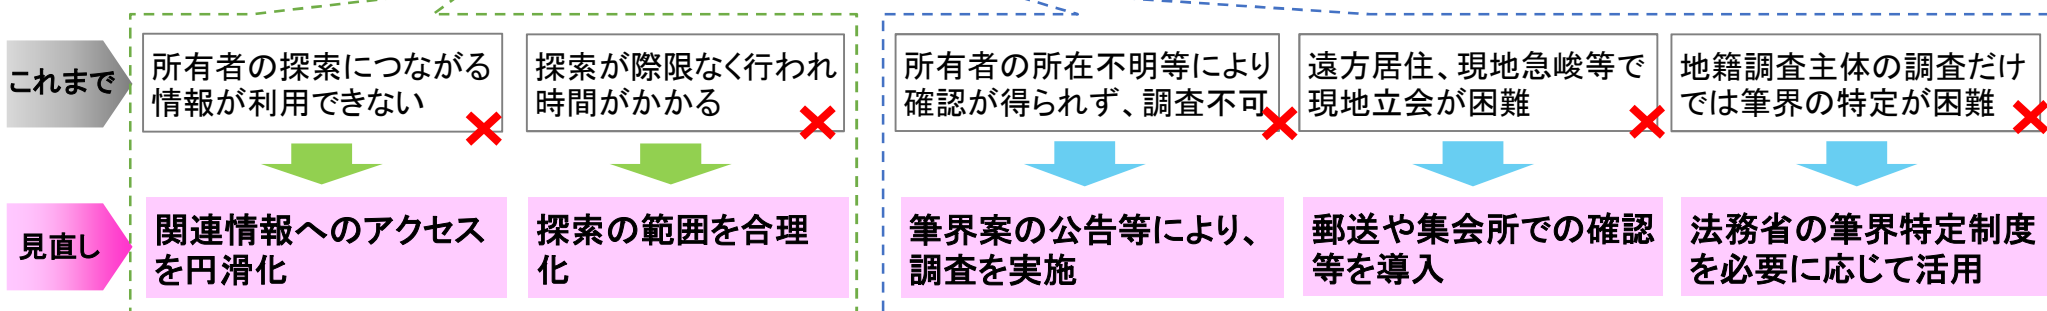 これまで
所有者の探索につながる
情報が利用できない
探索が際限なく行われ
時間がかかる
所有者の所在不明等により
確認が得られず、調査不可
遠方居住、現地急峻等で
現地立会が困難
地籍調査主体の調査だけ
では筆界の特定が困難
見直し
関連情報へのアクセス
を円滑化
探索の範囲を合理
化
筆界案の公告等により、
調査を実施
郵送や集会所での確認
等を導入
法務省の筆界特定制度
を必要に応じて活用